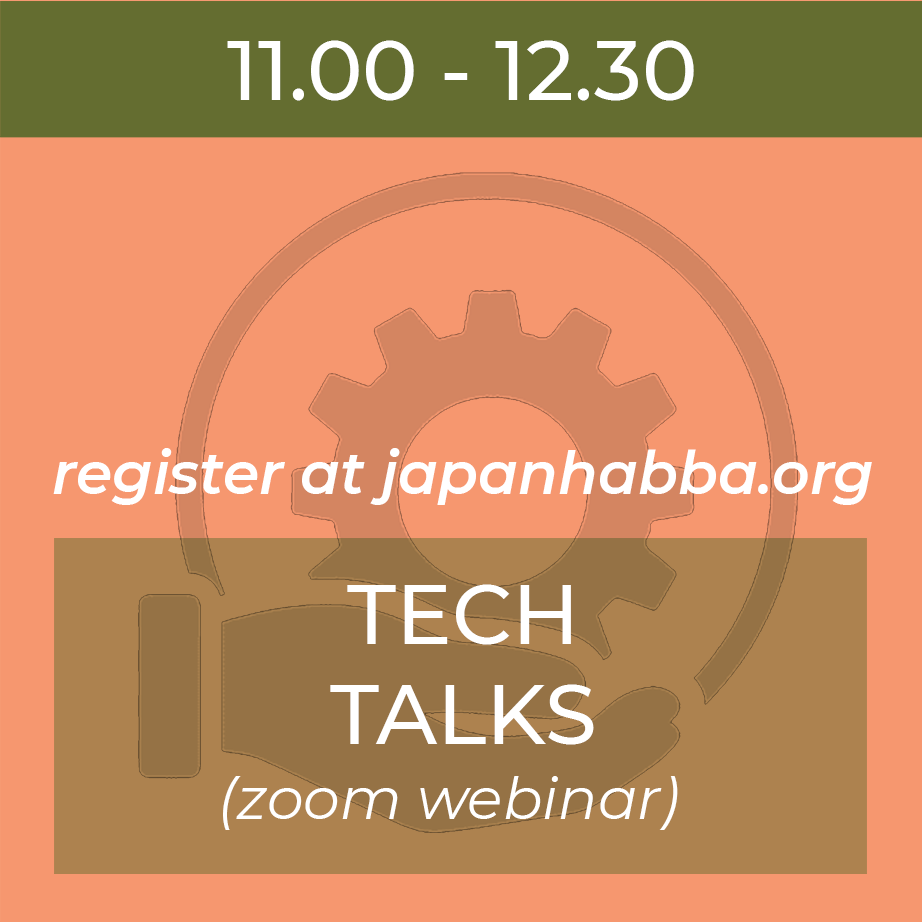 11.00 - 12.30
register at japanhabba.org
TECH
TALKS
(zoom webinar)